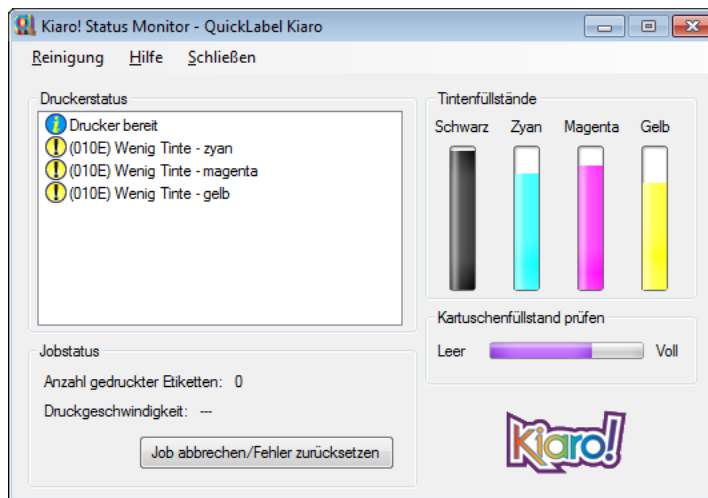 Kiaro! Status Monitor - QuickLabel Kiaro
Reinigung Hilfe Schließen
Druckerstatus
Drucker bereit
(010E) Wenig Tinte - zyan
(010E) Wenig Tinte - magenta
(010E) Wenig Tinte - gelb
Jobstatus
Anzahl gedruckter Etiketten: 0
Druckgeschwindigkeit: ---
Job abbrechen/Fehler zurücksetzen
Tintenfüllstände
Schwarz Zyan Magenta Gelb
Kartuschenfüllstand prüfen
Leer Voll
Kiaro!